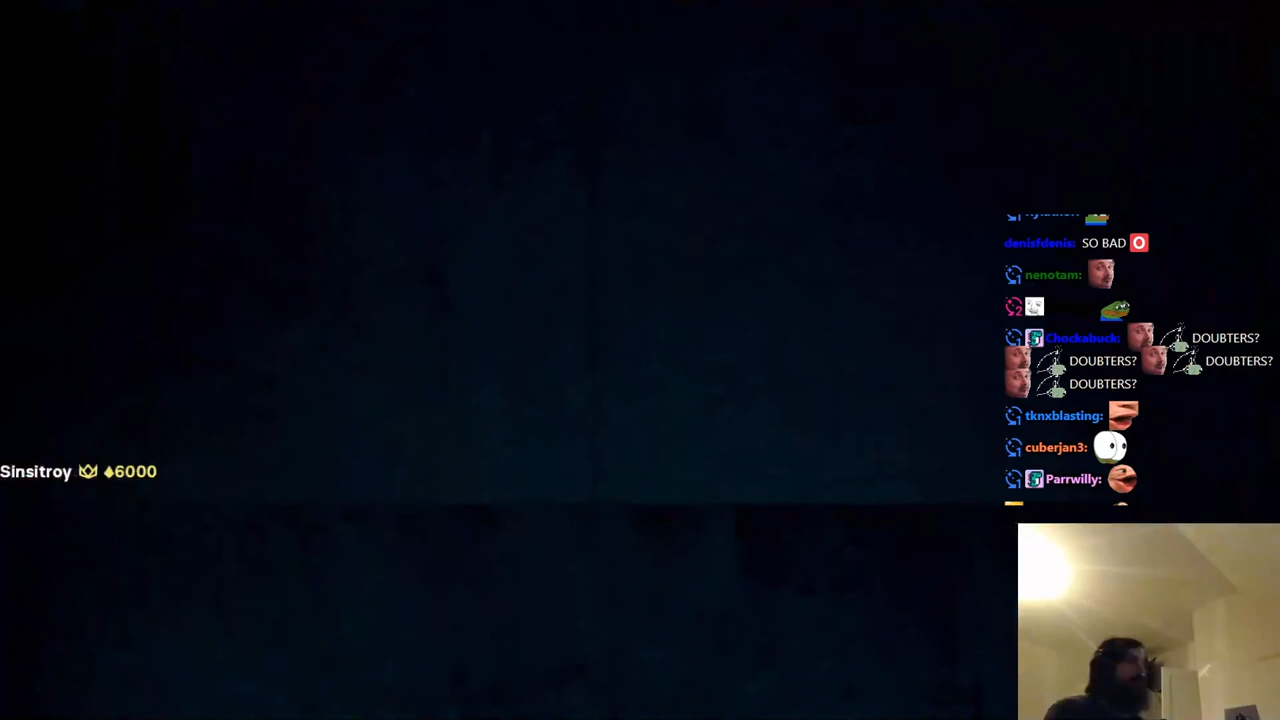 denisfdenis: SO BAD O
nenotam:
Chockabuck: DOUBTERS?
DOUBTERS? DOUBTERS?
DOUBTERS?
tknxblasting:
cuberjan3:
Parrwilly:
Sinsitroy 6000